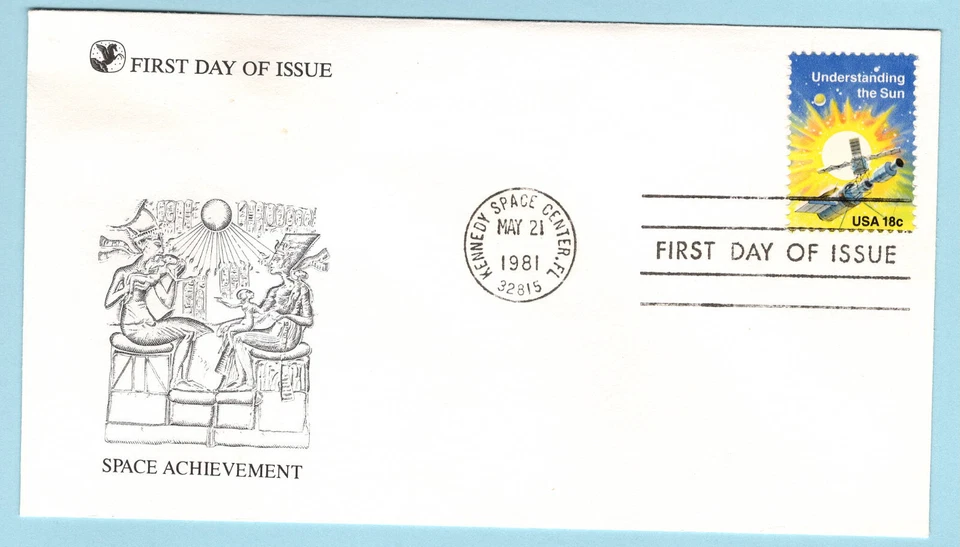 FIRST DAY OF ISSUE
Understanding
the Sun
USA 18c
KENNEDY SPACE CENTER, FL
MAY 21
1981
32815
FIRST DAY OF ISSUE
SPACE ACHIEVEMENT